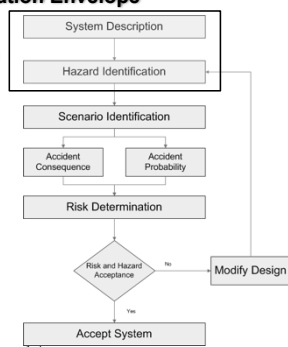 System Description
Hazard Identification
Scenario Identification
Accident
Consequence
Accident
Probability
Risk Determination
Risk and Hazard
Acceptance
No
Modify Design
Yes
Accept System